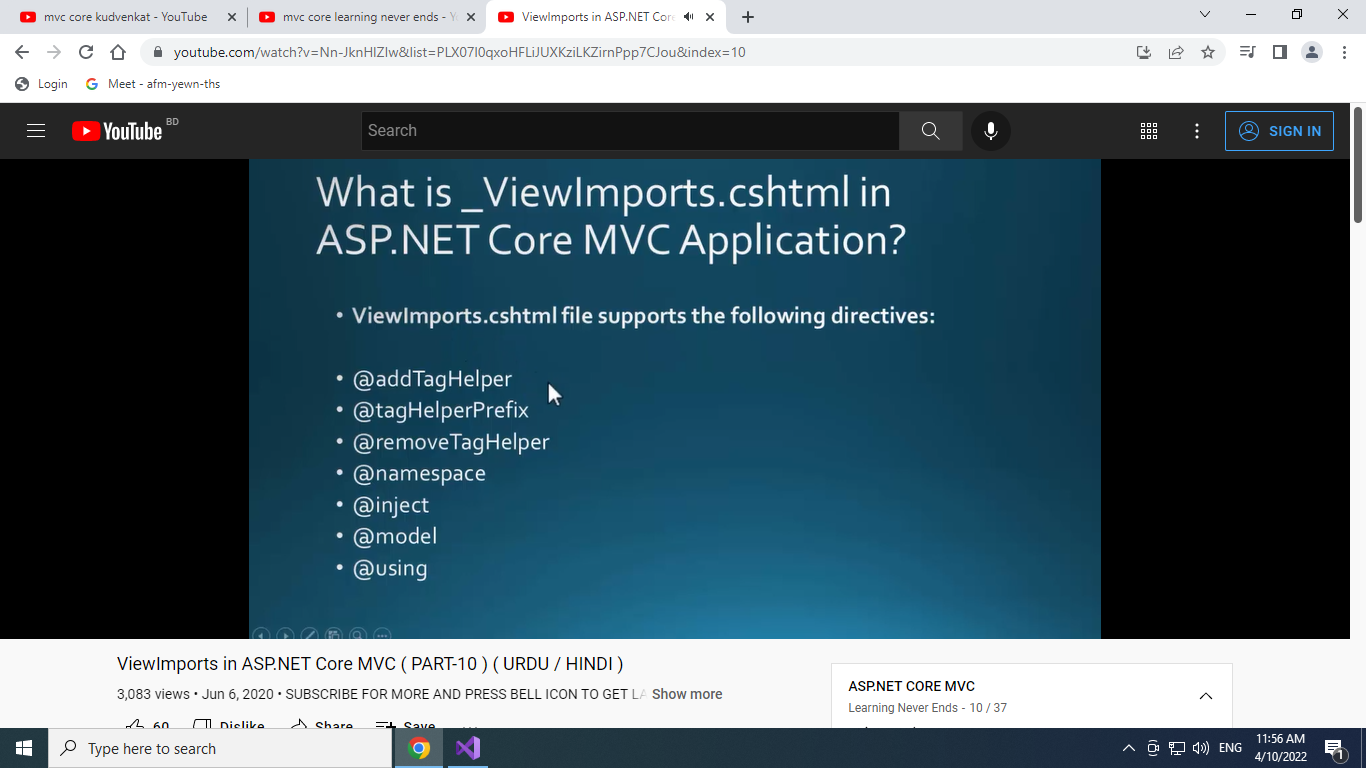 mvc core kudvenkat - YouTube
mvc core learning never ends - Y
ViewImports in ASP.NET Core
youtube.com/watch?v=Nn-JknHIZIw&list=PLX07l0qxoHFLiJUXKziLKZirnPpp7CJou&index=10
Login
Meet - afm-yewn-ths
YouTube
BD
Search
SIGN IN
What is _ViewImports.cshtml in
ASP.NET Core MVC Application?
• ViewImports.cshtml file supports the following directives:
• @addTagHelper
• @tagHelperPrefix
• @removeTagHelper
• @namespace
• @inject
• @model
• @using
ViewImports in ASP.NET Core MVC ( PART-10 ) ( URDU / HINDI )
3,083 views • Jun 6, 2020 • SUBSCRIBE FOR MORE AND PRESS BELL ICON TO GET LA Show more
60 Dislike Share Save
ASP.NET CORE MVC
Learning Never Ends - 10 / 37
Type here to search
ENG
11:56 AM
4/10/2022
1